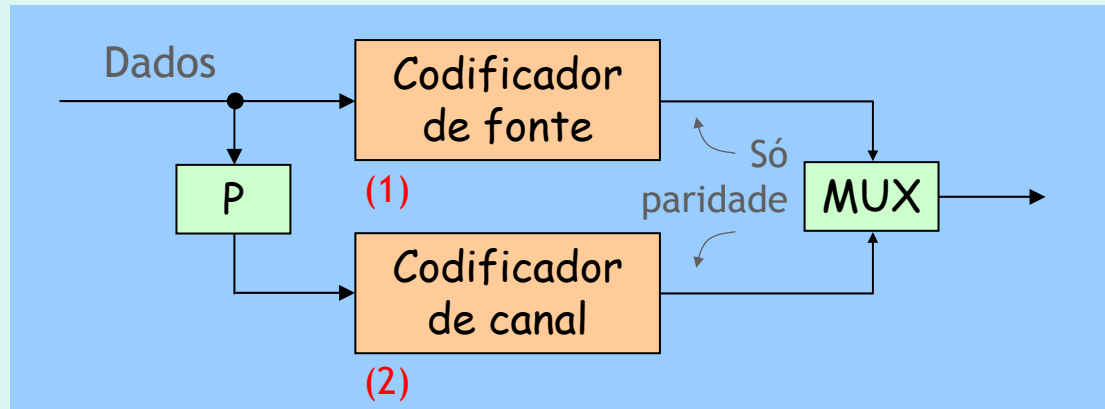 Dados
Codificador
de fonte
(1)
Só
paridade
P
MUX
Codificador
de canal
(2)